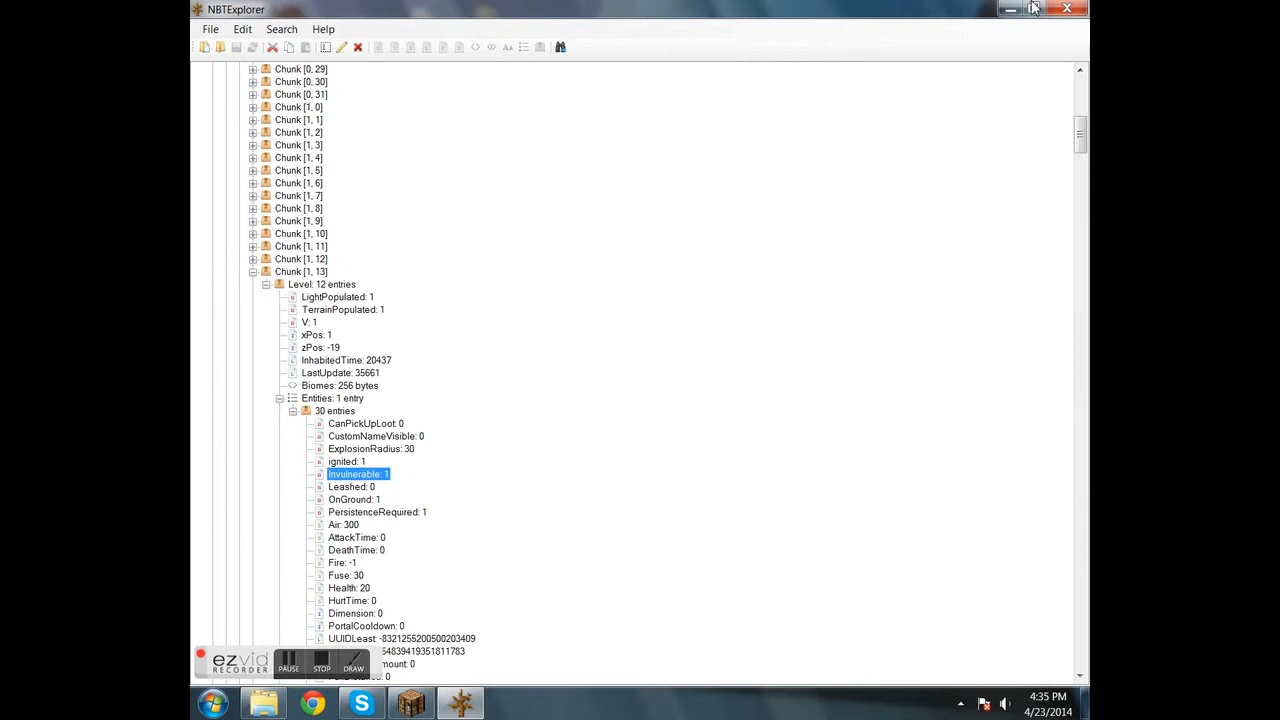 NBTExplorer
File Edit Search Help
Chunk [0, 29]
Chunk [0, 30]
Chunk [0, 31]
Chunk [1, 0]
Chunk [1, 1]
Chunk [1, 2]
Chunk [1, 3]
Chunk [1, 4]
Chunk [1, 5]
Chunk [1, 6]
Chunk [1, 7]
Chunk [1, 8]
Chunk [1, 9]
Chunk [1, 10]
Chunk [1, 11]
Chunk [1, 12]
Chunk [1, 13]
Level: 12 entries
LightPopulated: 1
TerrainPopulated: 1
V: 1
xPos: 1
zPos: -19
InhabitedTime: 20437
LastUpdate: 35661
Biomes: 256 bytes
Entities: 1 entry
30 entries
CanPickUpLoot: 0
CustomNameVisible: 0
ExplosionRadius: 30
ignited: 1
Invulnerable: 1
Leashed: 0
OnGround: 1
PersistenceRequired: 1
Air: 300
AttackTime: 0
DeathTime: 0
Fire: -1
Fuse: 30
Health: 20
HurtTime: 0
Dimension: 0
PortalCooldown: 0
UUIDLeast: -8321255200500203409
54839419351811783
mount: 0
ezvid
RECORDER
PAUSE STOP DRAW
4:35 PM
4/23/2014